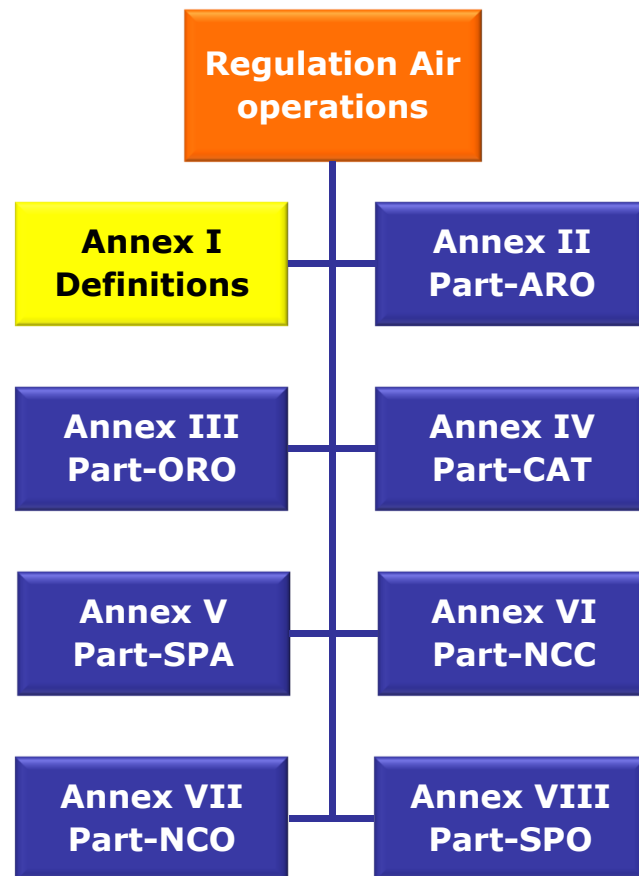 Regulation Air
operations
Annex I
Definitions
Annex II
Part-ARO
Annex III
Part-ORO
Annex IV
Part-CAT
Annex V
Part-SPA
Annex VI
Part-NCC
Annex VII
Part-NCO
Annex VIII
Part-SPO